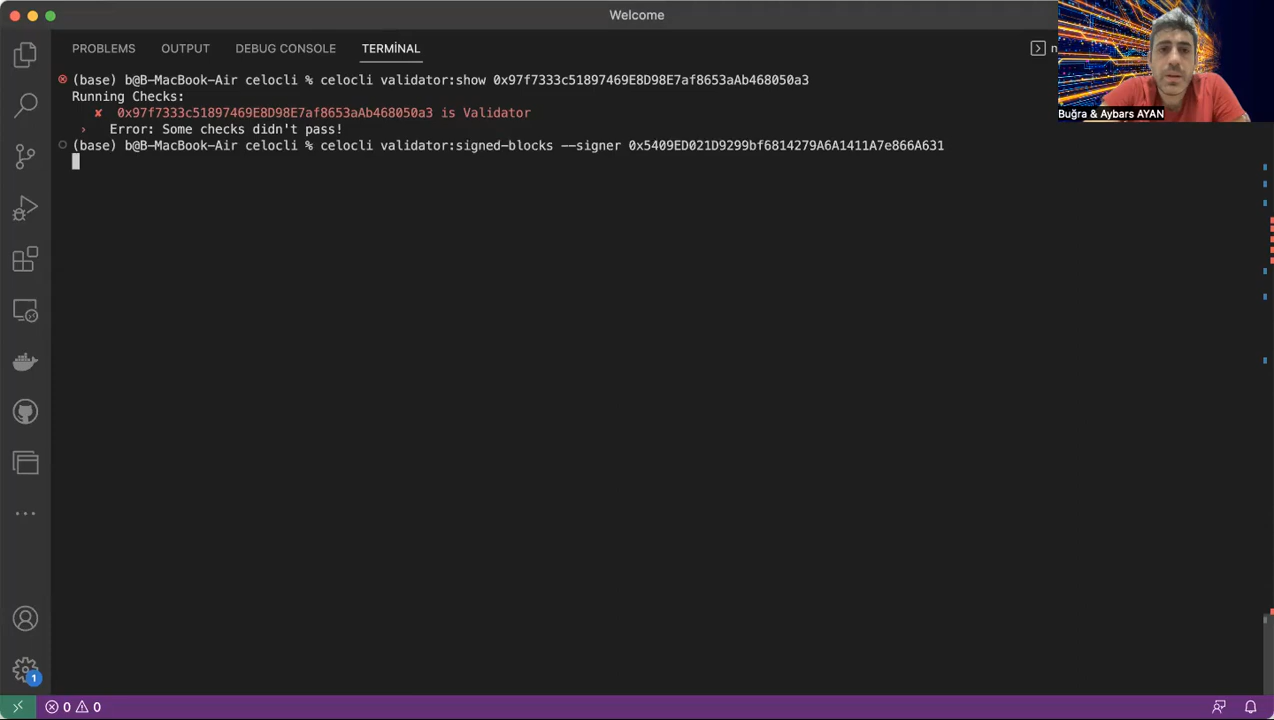 Welcome
PROBLEMS OUTPUT DEBUG CONSOLE TERMİNAL
(base) b@B-MacBook-Air celocli % celocli validator:show 0x97f7333c51897469E8D98E7af8653aAb468050a3
Running Checks:
✘ 0x97f7333c51897469E8D98E7af8653aAb468050a3 is Validator
› Error: Some checks didn't pass!
(base) b@B-MacBook-Air celocli % celocli validator:signed-blocks --signer 0x5409ED021D9299bf6814279A6A1411A7e866A631
Buğra & Aybars AYAN
1
0 0